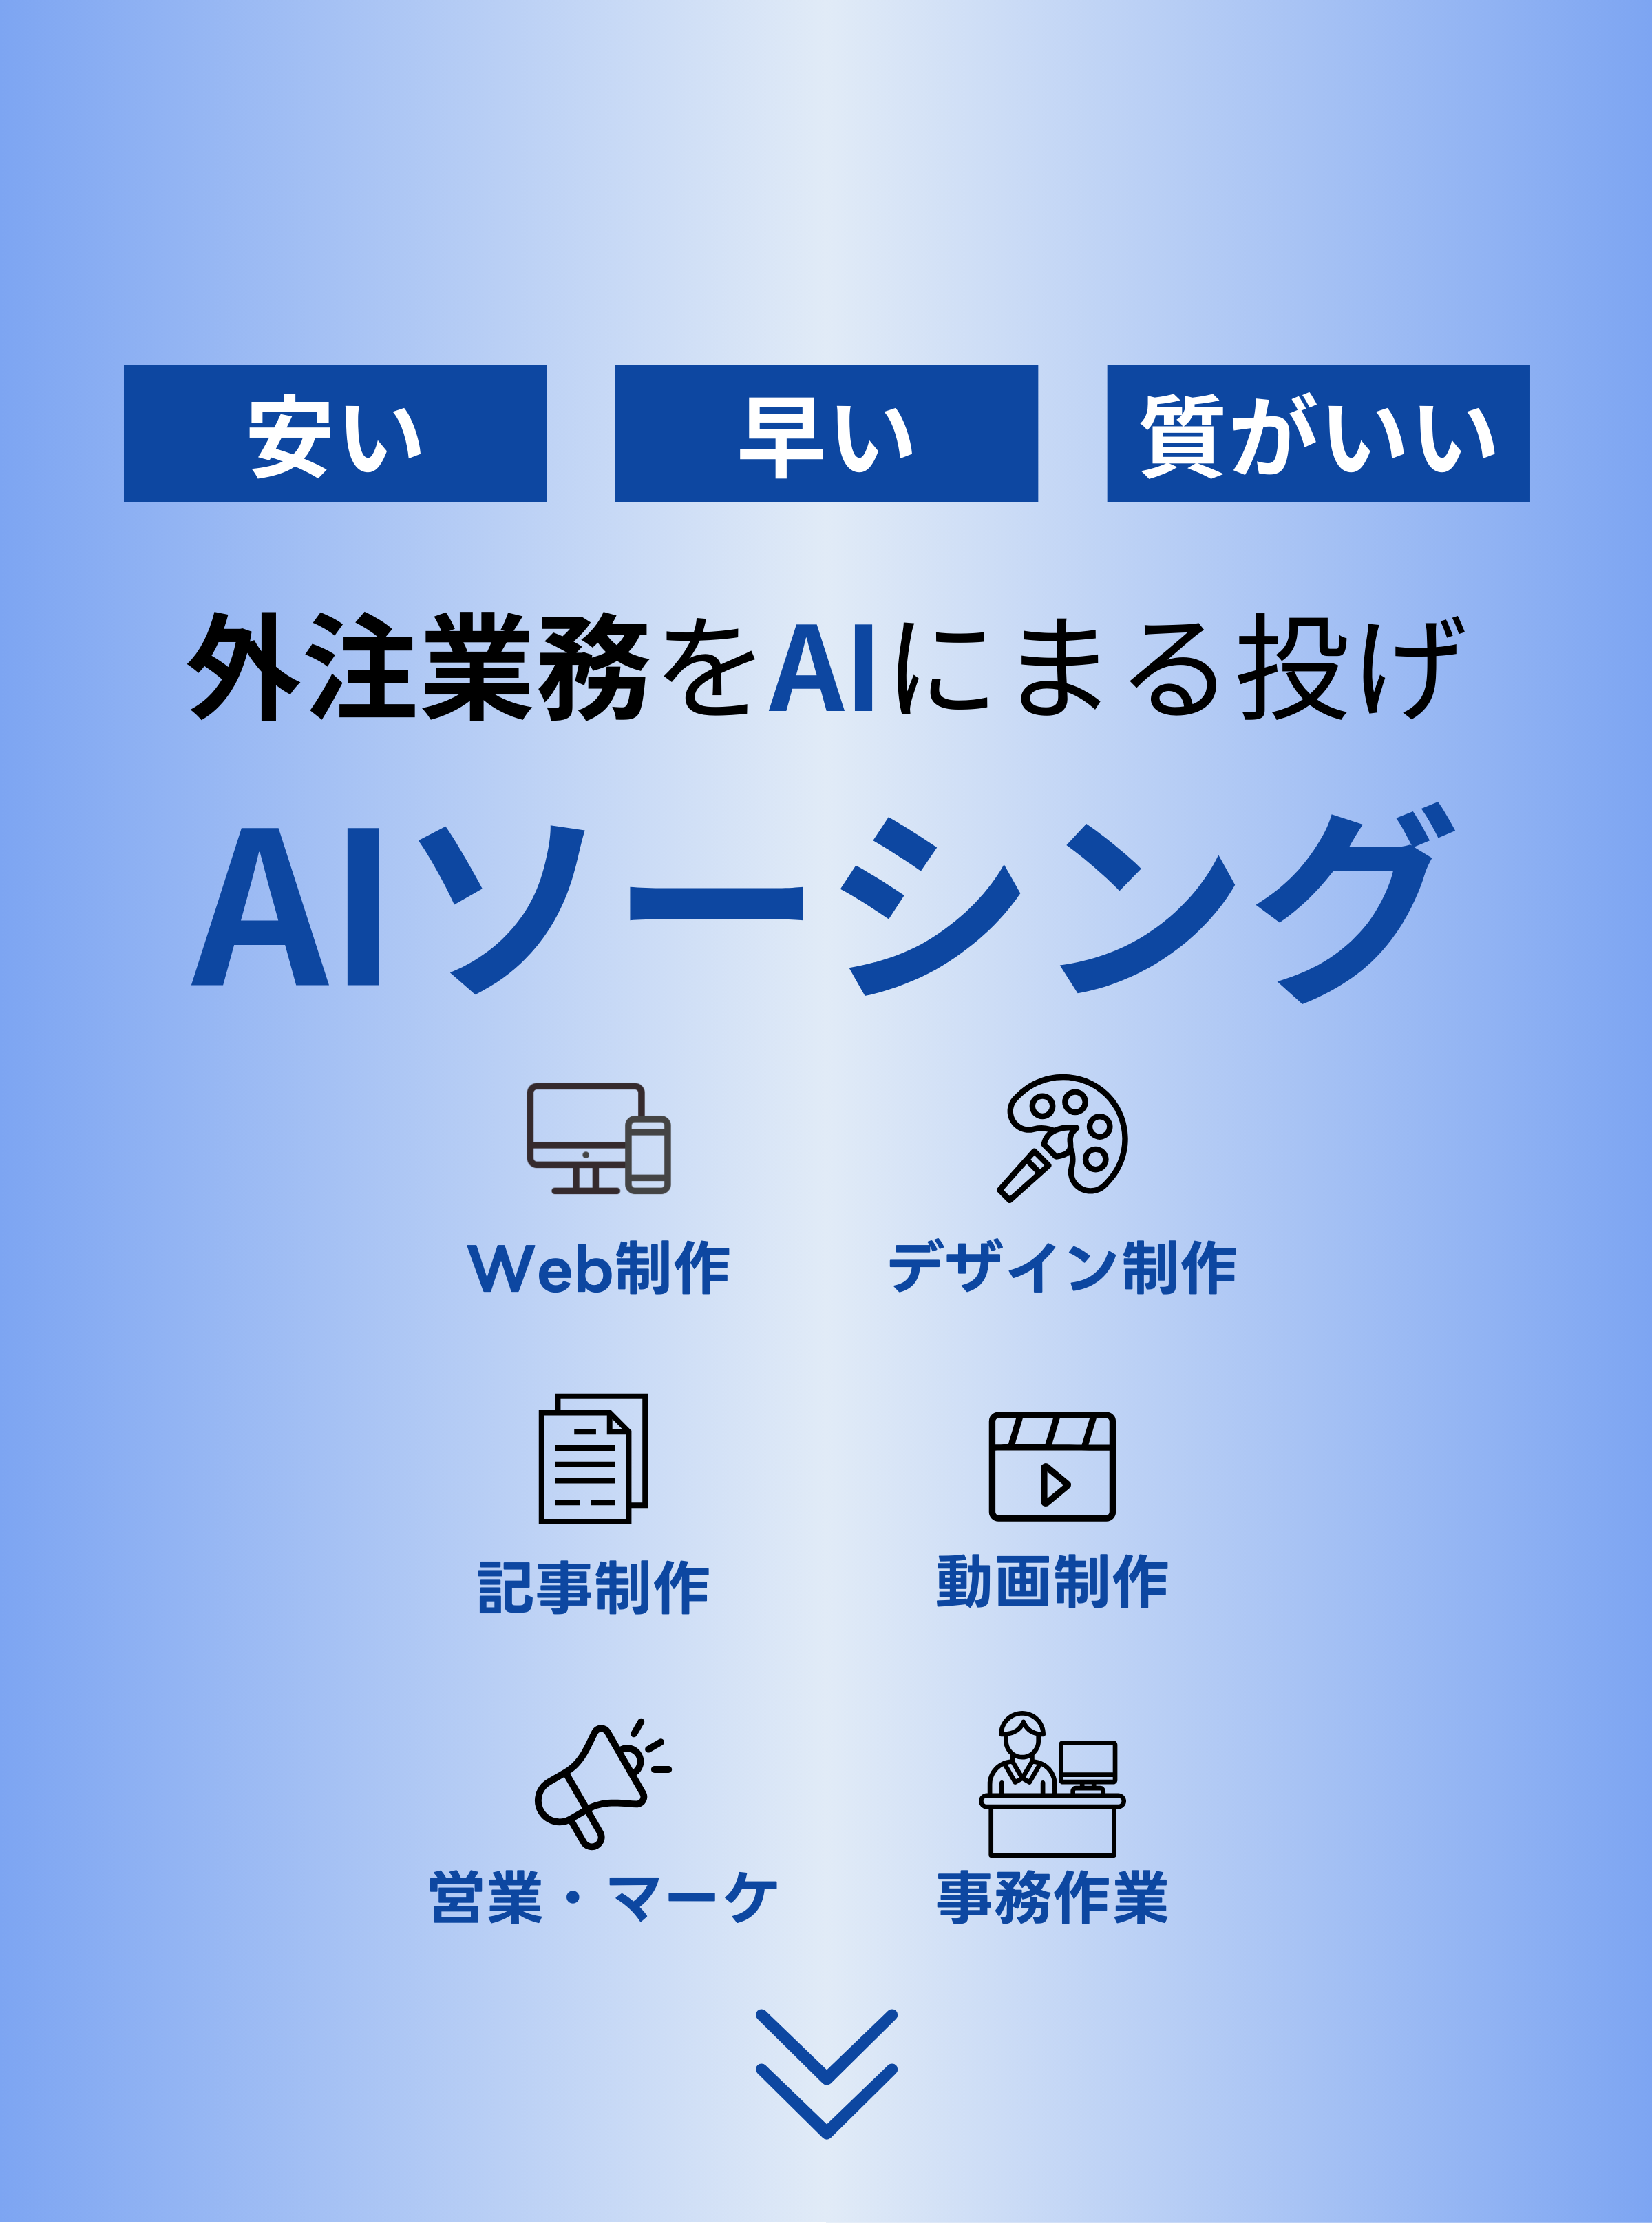 安い 早い 質がいい
外注業務をAIにまる投げ
AIソーシング
Web制作 デザイン制作
記事制作 動画制作
営業・マーケ 事務作業